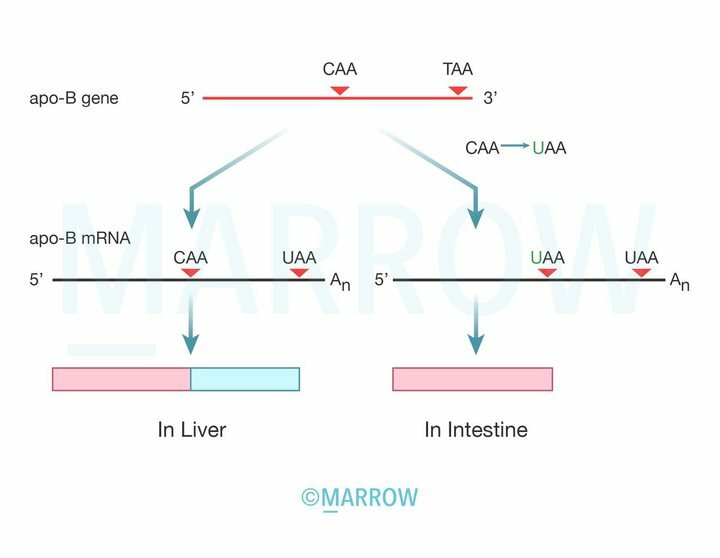 CAA TAA
apo-B gene 5’ 3’
CAA → UAA
MARROW
apo-B mRNA
CAA UAA UAA UAA
5’ An 5’ An
In Liver In Intestine
©MARROW